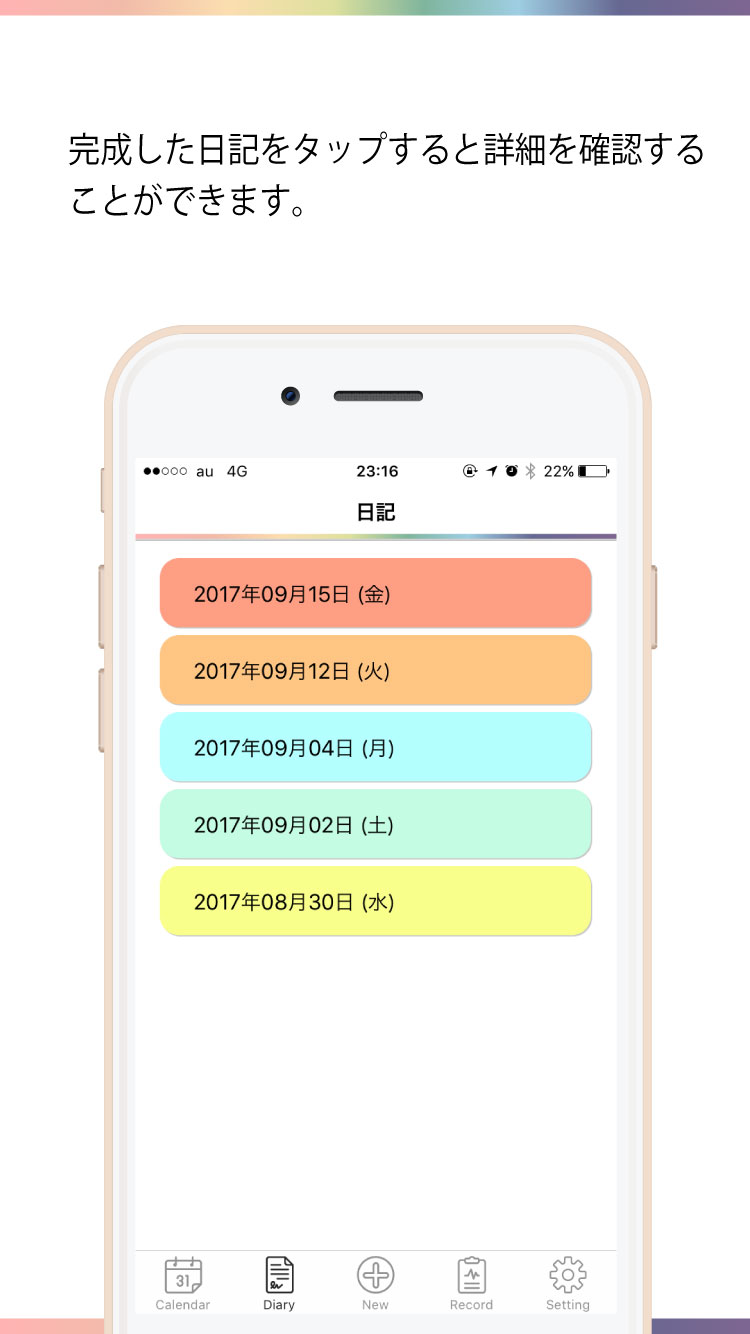 完成した日記をタップすると詳細を確認する
ことができます。
au 4G 23:16 22%
日記
2017年09月15日 (金)
2017年09月12日 (火)
2017年09月04日 (月)
2017年09月02日 (土)
2017年08月30日 (水)
31
Calendar Diary New Record Setting